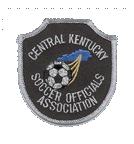 CENTRAL KENTUCKY
SOCCER OFFICIALS
ASSOCIATION